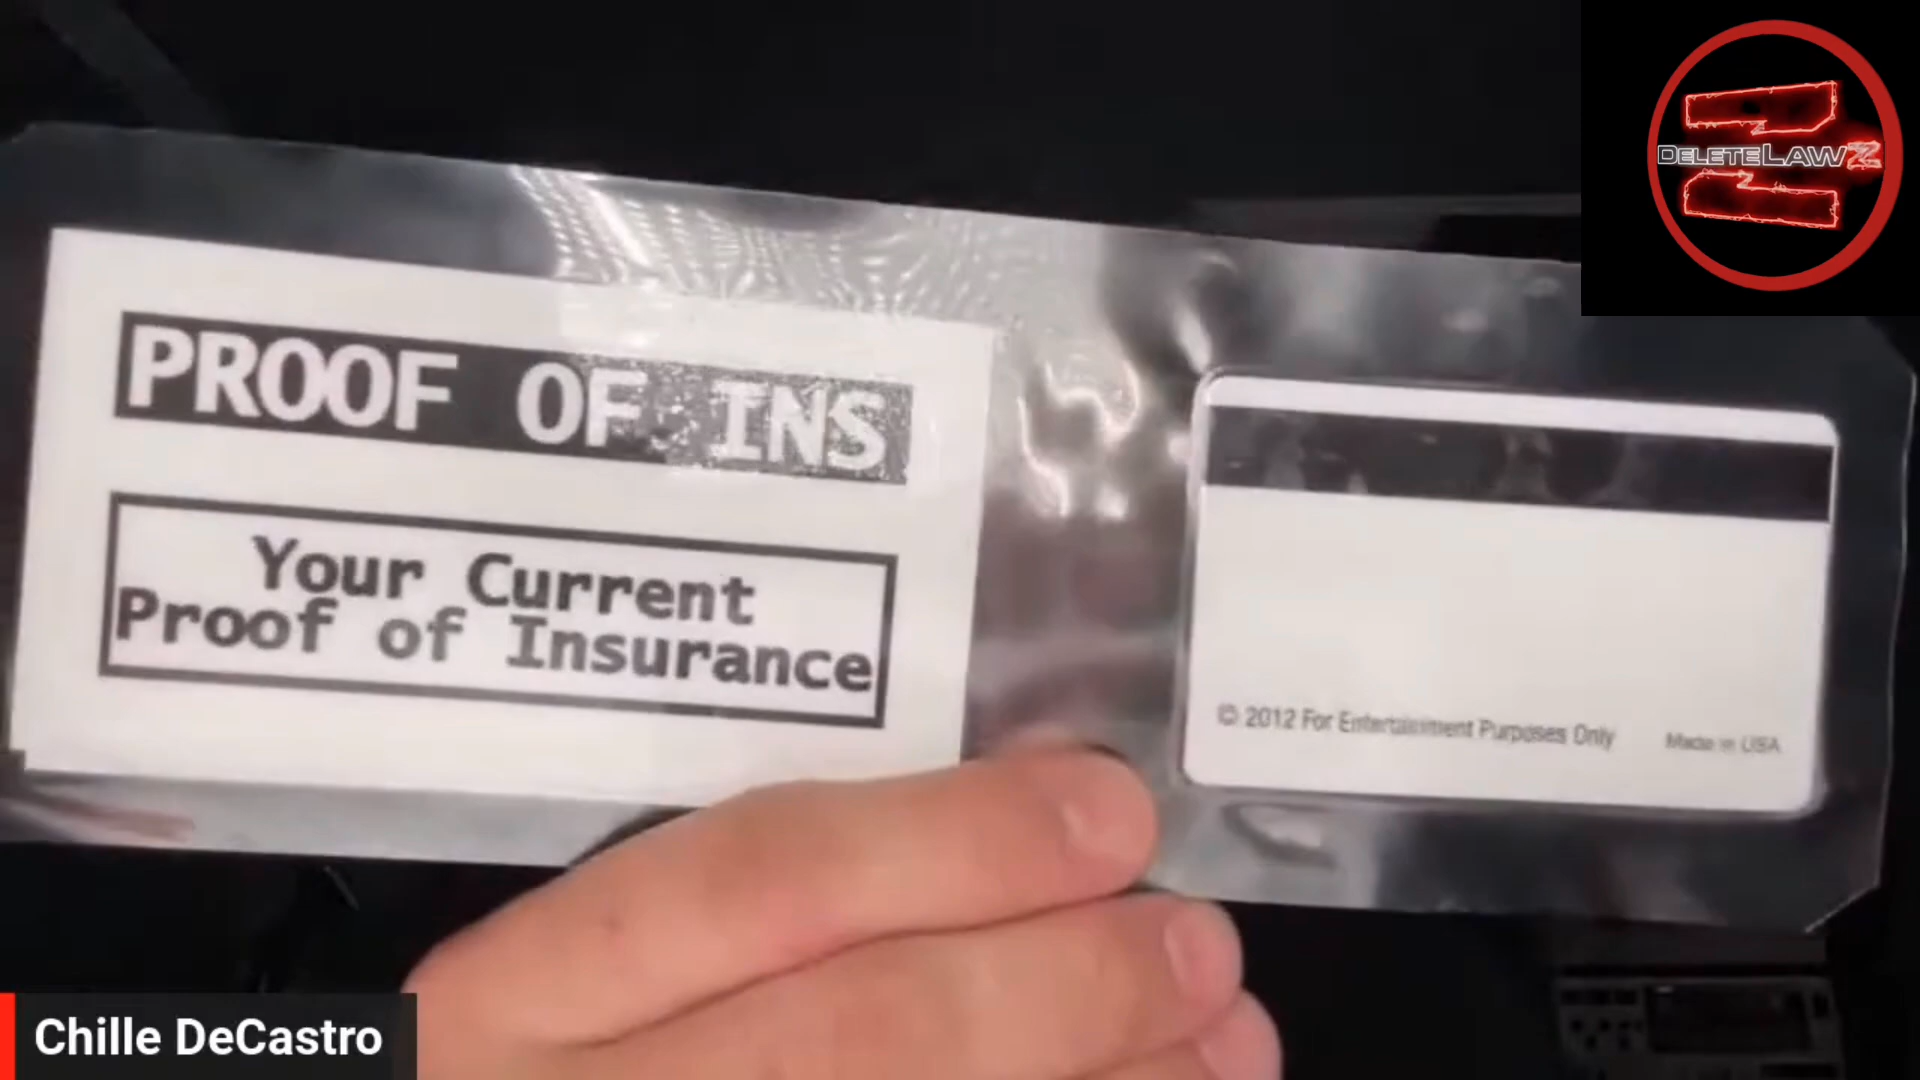 DELETELAWZ
PROOF OF INS
Your Current
Proof of Insurance
© 2012 For Entertainment Purposes Only
Made in USA
Chille DeCastro